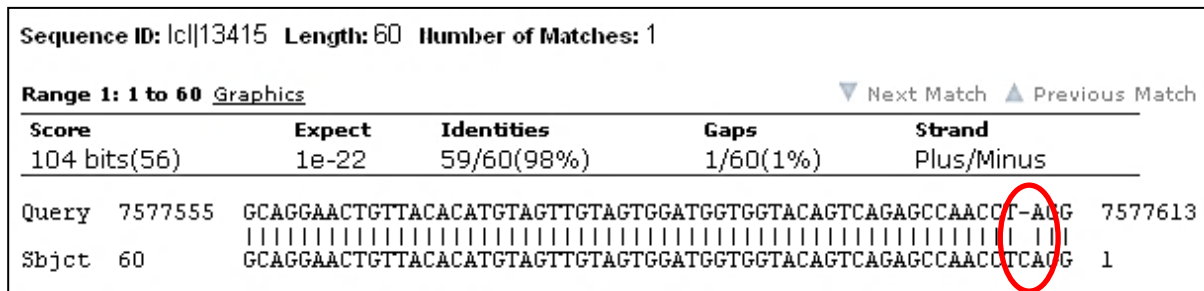 Sequence ID: lcl|13415 Length: 60 Number of Matches: 1
Range 1: 1 to 60 Graphics ▼ Next Match ▲ Previous Match
Score Expect Identities Gaps Strand
104 bits(56) 1e-22 59/60(98%) 1/60(1%) Plus/Minus
Query 7577555 GCAGGAACTGTTACACATGTAGTTGTAGTGGATGGTGGTACAGTCAGAGCCAACCT-AGG 7577613
|||||||||||||||||||||||||||||||||||||||||||||||||||||||| |||
Sbjct 60 GCAGGAACTGTTACACATGTAGTTGTAGTGGATGGTGGTACAGTCAGAGCCAACCTCAGG 1